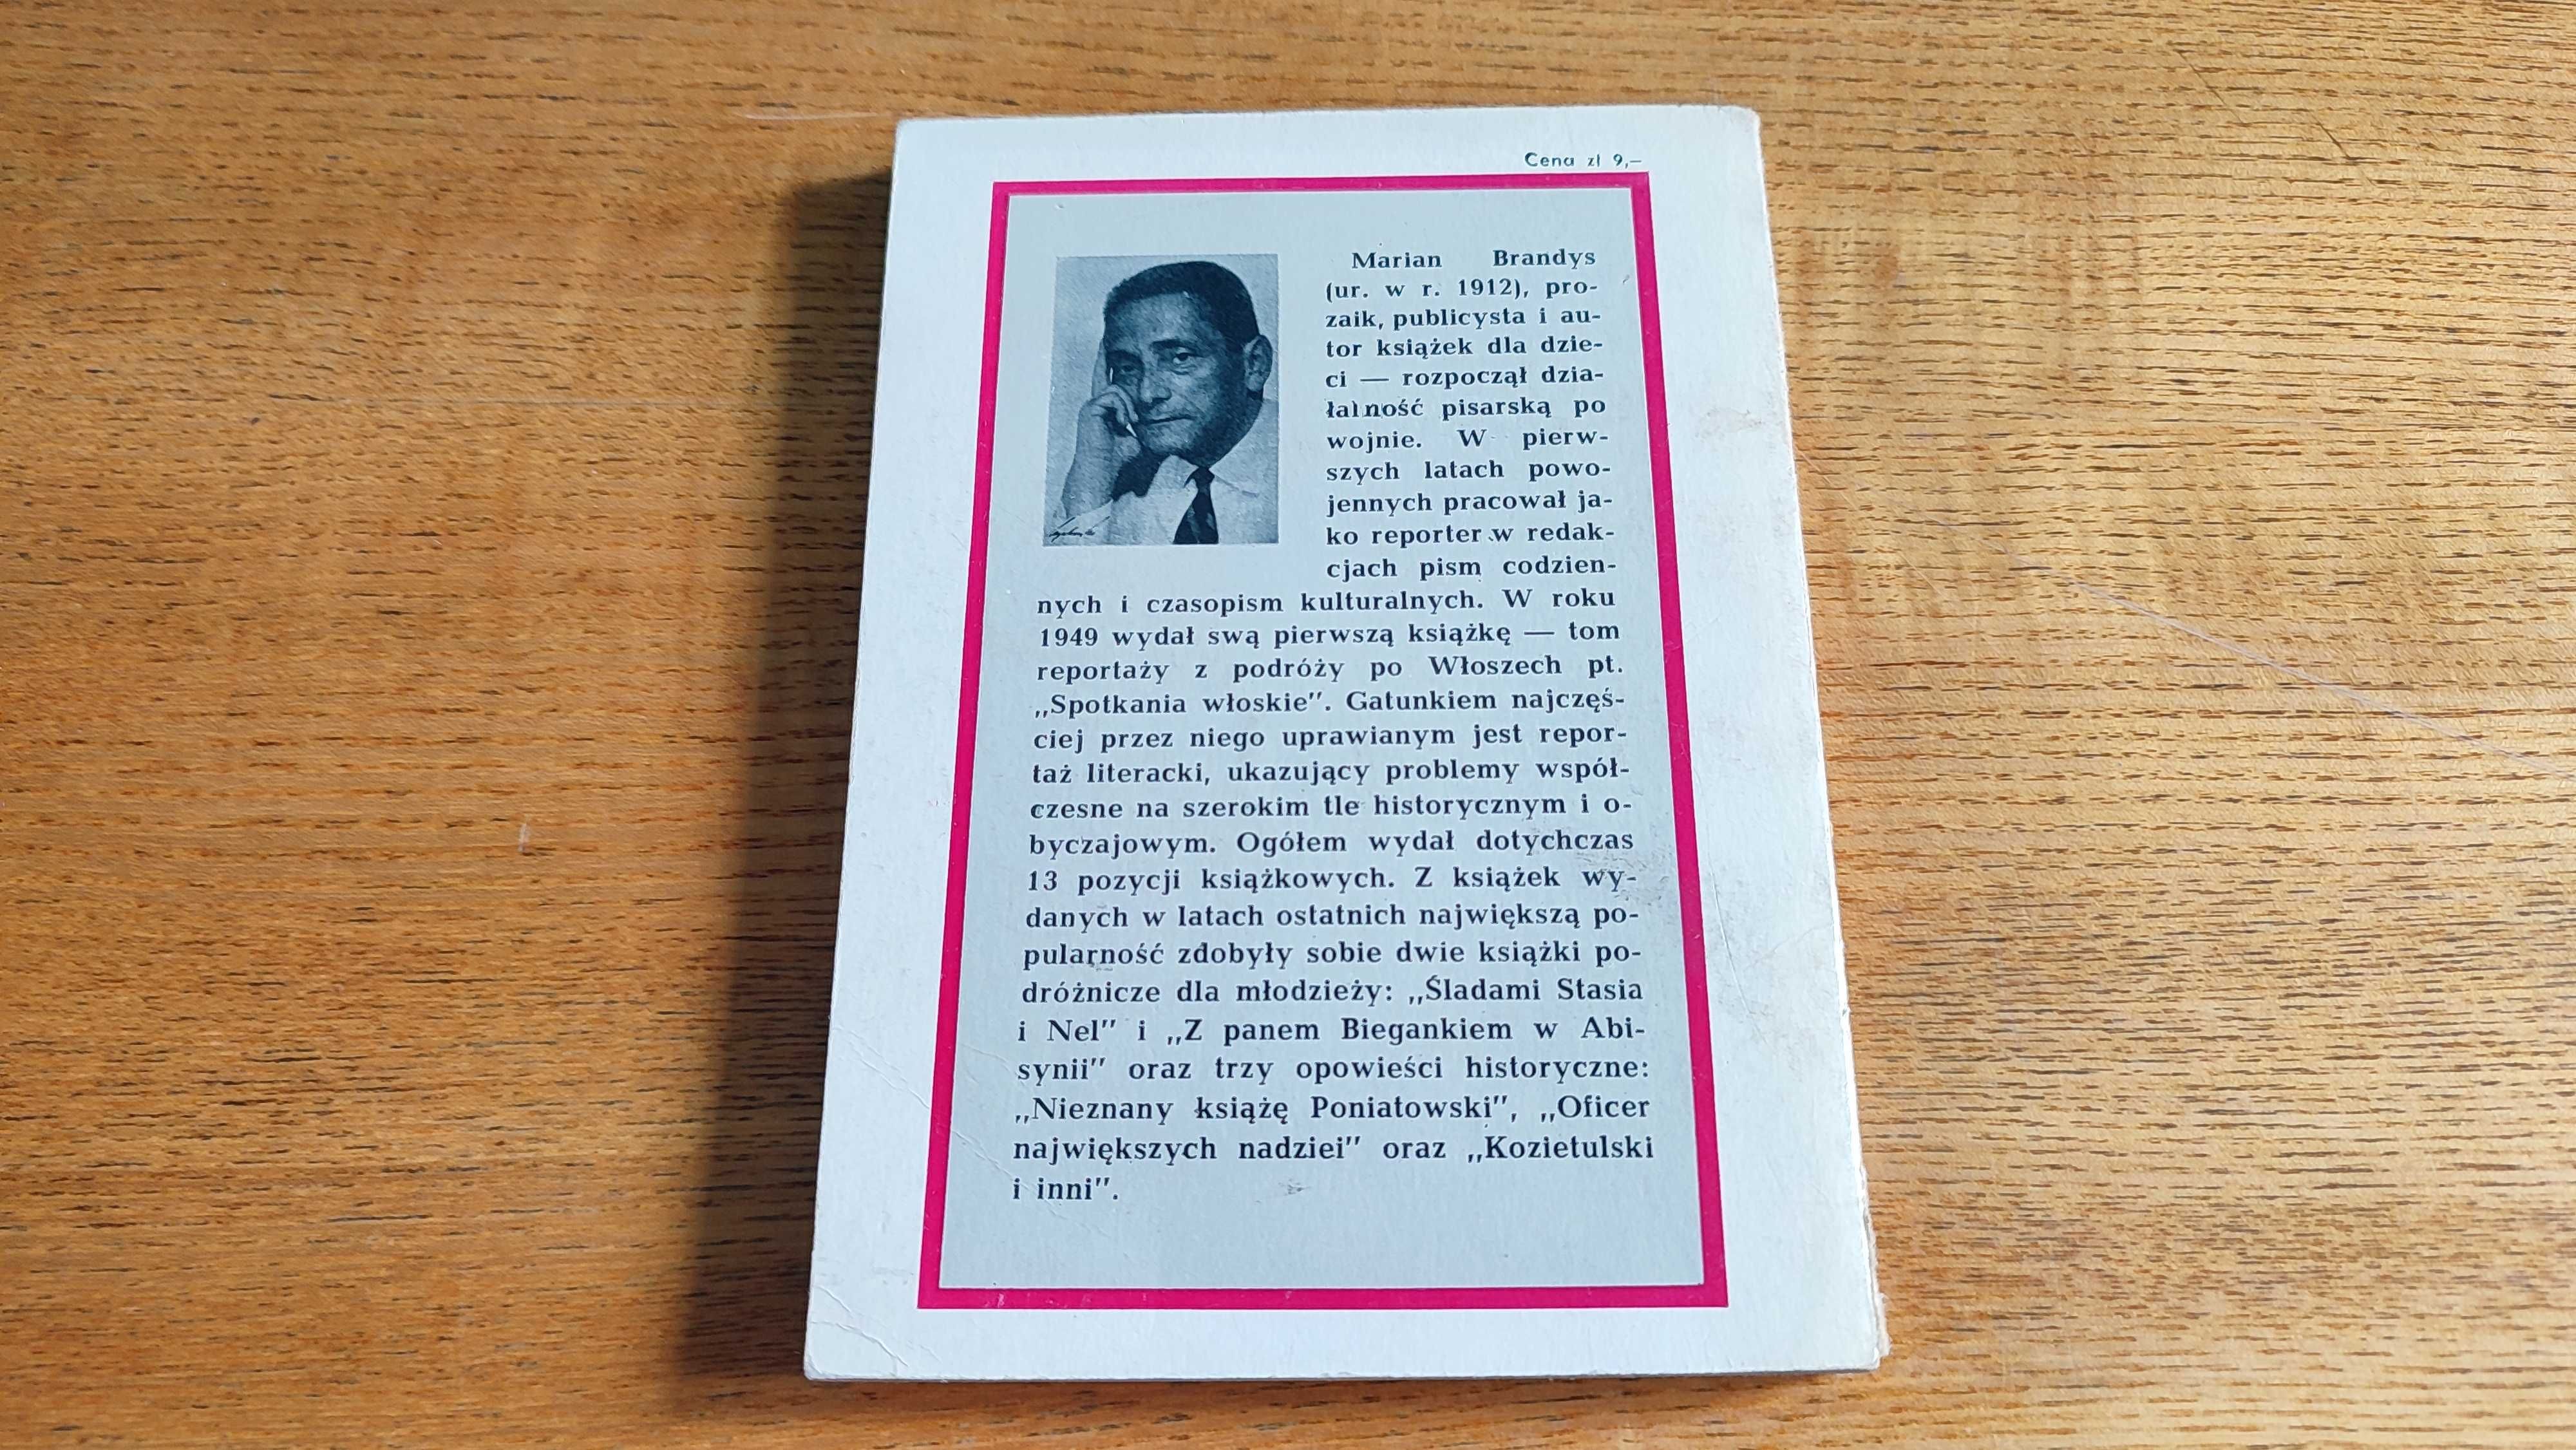 Cena zł 9,—
Marian Brandys
(ur. w r. 1912), pro-
zaik, publicysta i au-
tor książek dla dzie-
ci — rozpoczął dzia-
łalność pisarską po
wojnie. W pierw-
szych latach powo-
jennych pracował ja-
ko reporter w redak-
cjach pism codzien-
nych i czasopism kulturalnych. W roku
1949 wydał swą pierwszą książkę — tom
reportaży z podróży po Włoszech pt.
„Spotkania włoskie”. Gatunkiem najczęś-
ciej przez niego uprawianym jest repor-
taż literacki, ukazujący problemy współ-
czesne na szerokim tle historycznym i o-
byczajowym. Ogółem wydał dotychczas
13 pozycji książkowych. Z książek wy-
danych w latach ostatnich największą po-
pularność zdobyły sobie dwie książki po-
dróżnicze dla młodzieży: „Śladami Stasia
i Nel” i „Z panem Biegankiem w Abi-
synii” oraz trzy opowieści historyczne:
„Nieznany książę Poniatowski”, „Oficer
największych nadziei” oraz „Kozietulski
i inni”.